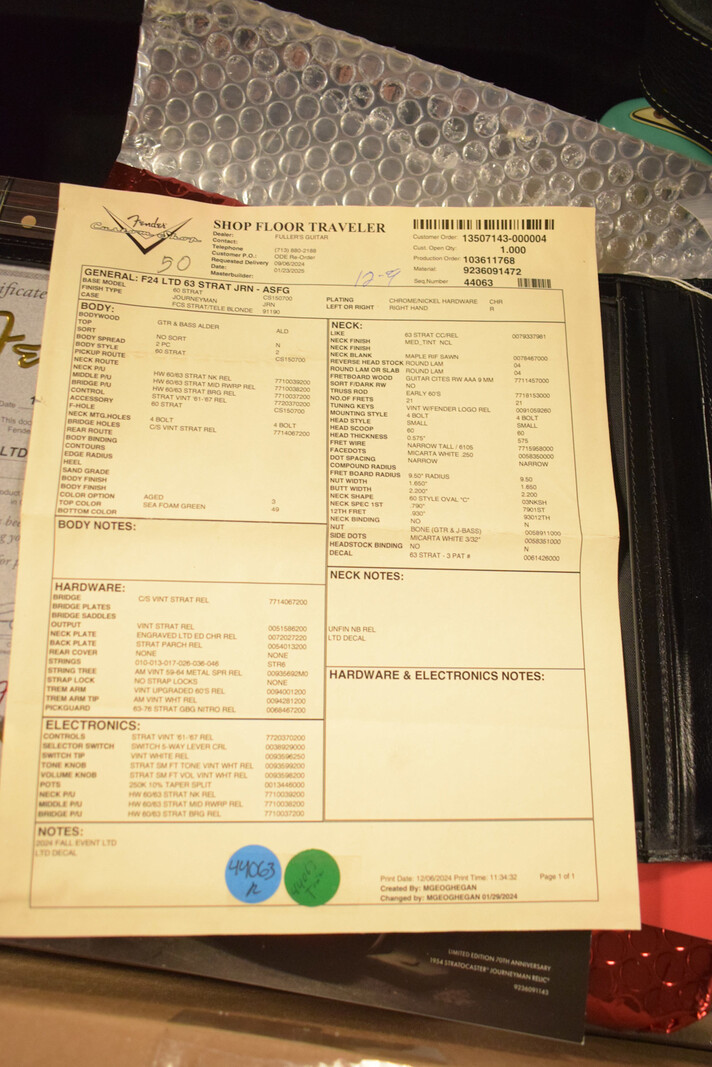 Fender
Custom Shop
50
SHOP FLOOR TRAVELER
Dealer: FULLER'S GUITAR
Contact:
Telephone (713) 880-2188
Customer P.O.: ODE Re-Order
Requested Delivery 09/06/2024
Date: 01/23/2025
Masterbuilder:
12-9
Customer Order: 13507143-000004
Cust. Open Qty: 1.000
Production Order: 103611768
Material: 9236091472
Seq Number: 44063
GENERAL: F24 LTD 63 STRAT JRN - ASFG
BASE MODEL 60 STRAT CS150700
FINISH TYPE JOURNEYMAN JRN
CASE FCS STRAT/TELE BLONDE 91190
PLATING CHROME/NICKEL HARDWARE CHR
LEFT OR RIGHT RIGHT HAND R
BODY:
BODYWOOD GTR & BASS ALDER ALD
TOP
SORT NO SORT N
BODY SPREAD 2 PC 2
BODY STYLE 60 STRAT CS150700
PICKUP ROUTE
NECK ROUTE
NECK P/U HW 60/63 STRAT NK REL 7710039200
MIDDLE P/U HW 60/63 STRAT MID RWRP REL 7710038200
BRIDGE P/U HW 60/63 STRAT BRG REL 7710037200
CONTROL STRAT VINT '61-'67 REL 7720370200
ACCESSORY 60 STRAT CS150700
F-HOLE
NECK MTG.HOLES 4 BOLT 4 BOLT
BRIDGE HOLES C/S VINT STRAT REL 7714067200
REAR ROUTE
BODY BINDING
CONTOURS
EDGE RADIUS
HEEL
SAND GRADE
BODY FINISH
BODY FINISH
COLOR OPTION AGED 3
TOP COLOR SEA FOAM GREEN 49
BOTTOM COLOR
BODY NOTES:
HARDWARE:
BRIDGE C/S VINT STRAT REL 7714067200
BRIDGE PLATES
BRIDGE SADDLES
OUTPUT VINT STRAT REL 0051586200
NECK PLATE ENGRAVED LTD ED CHR REL 0072027220
BACK PLATE STRAT PARCH REL 0054013200
REAR COVER NONE NONE
STRINGS 010-013-017-026-036-046 STR6
STRING TREE AM VINT 59-64 METAL SPR REL 00935692M0
STRAP LOCK NO STRAP LOCKS NONE
TREM ARM VINT UPGRADED 60'S REL 0094001200
TREM ARM TIP AM VINT WHT REL 0094281200
PICKGUARD 63-76 STRAT GBG NITRO REL 0068467200
ELECTRONICS:
CONTROLS STRAT VINT '61-'67 REL 7720370200
SELECTOR SWITCH SWITCH 5-WAY LEVER CRL 0038929000
SWITCH TIP VINT WHITE REL 0093596250
TONE KNOB STRAT SM FT TONE VINT WHT REL 0093599200
VOLUME KNOB STRAT SM FT VOL VINT WHT REL 0093598200
POTS 250K 10% TAPER SPLIT 0013446000
NECK P/U HW 60/63 STRAT NK REL 7710039200
MIDDLE P/U HW 60/63 STRAT MID RWRP REL 7710038200
BRIDGE P/U HW 60/63 STRAT BRG REL 7710037200
NECK:
LIKE 63 STRAT CC/REL 0079337961
NECK FINISH MED_TINT NCL
NECK FINISH
NECK BLANK MAPLE RIF SAWN 0078467000
REVERSE HEAD STOCK ROUND LAM 04
ROUND LAM OR SLAB ROUND LAM 04
FRETBOARD WOOD GUITAR CITES RW AAA 9 MM 7711457000
SORT F/DARK RW NO
TRUSS ROD EARLY 60'S 7718153000
NO.OF FRETS 21 21
TUNING KEYS VINT W/FENDER LOGO REL 0091059260
MOUNTING STYLE 4 BOLT 4 BOLT
HEAD STYLE SMALL SMALL
HEAD SCOOP 60 60
HEAD THICKNESS 0.575" 575
FRET WIRE NARROW TALL / 6105 7715958000
FACEDOTS MICARTA WHITE .250 0058350000
DOT SPACING NARROW NARROW
COMPOUND RADIUS
FRET BOARD RADIUS 9.50" RADIUS 9.50
NUT WIDTH 1.650" 1.650
BUTT WIDTH 2.200" 2.200
NECK SHAPE 60 STYLE OVAL "C" 03NKSH
NECK SPEC 1ST .790" 7901ST
12TH FRET .930" 93012TH
NECK BINDING NO N
NUT BONE (GTR & J-BASS) 0058911000
SIDE DOTS MICARTA WHITE 3/32" 0058351000
HEADSTOCK BINDING NO N
DECAL 63 STRAT - 3 PAT # 0061426000
NECK NOTES:
UNFIN NB REL
LTD DECAL
HARDWARE & ELECTRONICS NOTES:
NOTES:
2024 FALL EVENT LTD
LTD DECAL
44063
Print Date: 12/06/2024 Print Time: 11:34:32 Page 1 of 1
Created By: MGEOGHEGAN
Changed by: MGEOGHEGAN 01/29/2024
LIMITED EDITION 70TH ANNIVERSARY
1954 STRATOCASTER® JOURNEYMAN RELIC®
9236091143